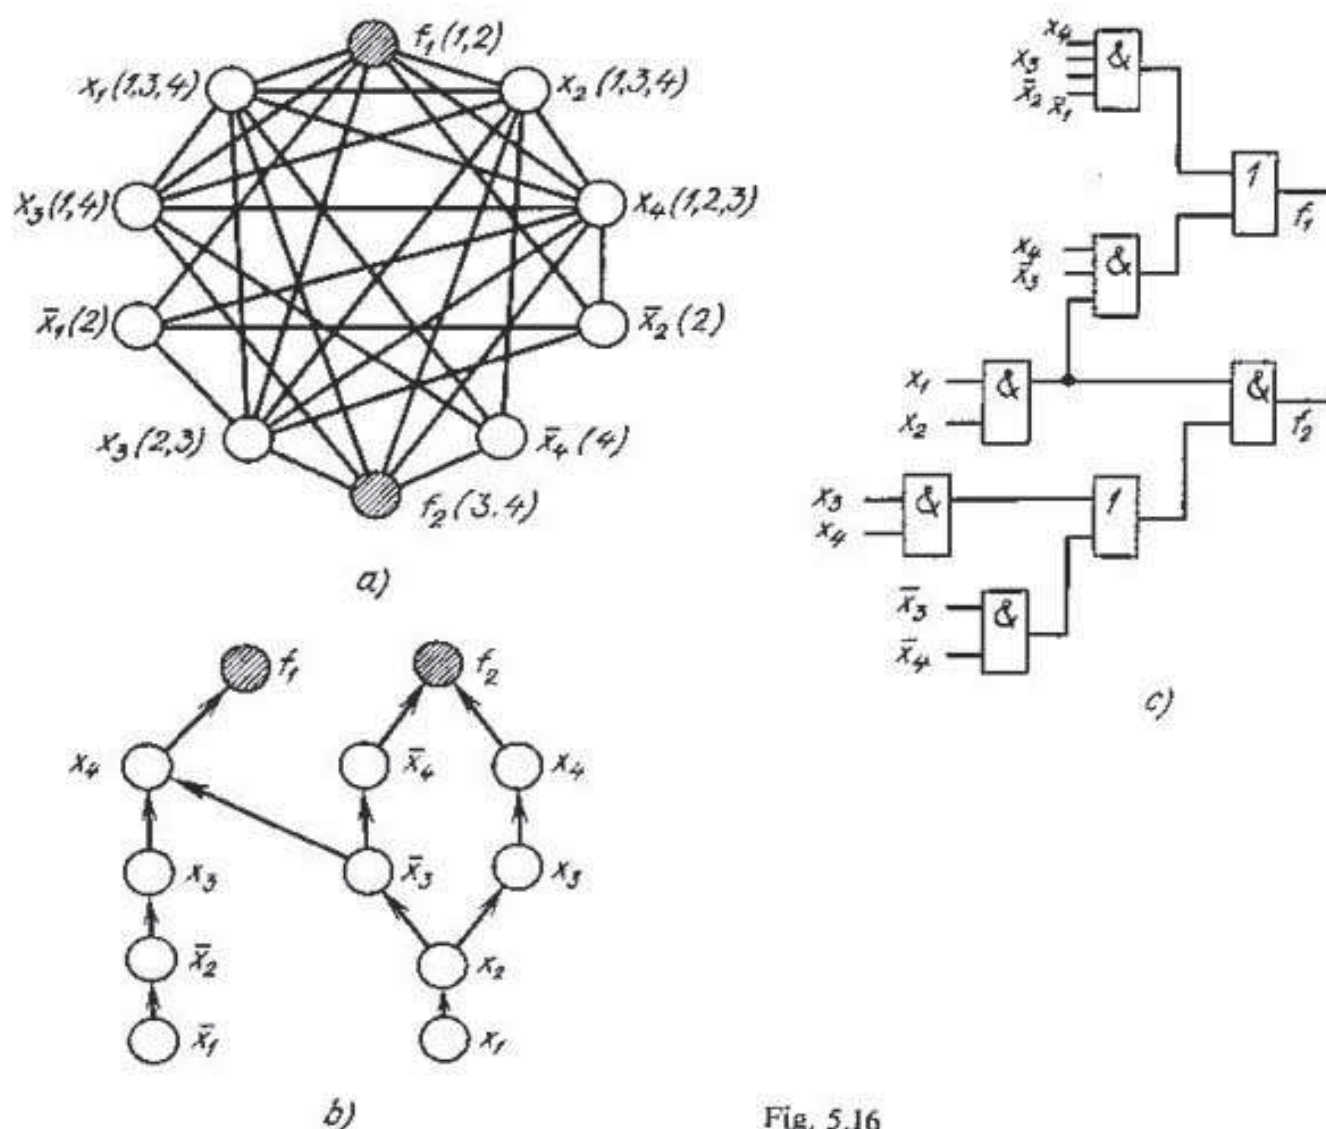 f₁(1,2)
x₁(1,3,4)
x₂(1,3,4)
x₃(1,4)
x₄(1,2,3)
x̄₁(2)
x̄₂(2)
x₃(2,3)
x̄₄(4)
f₂(3.4)
a)
f₁
f₂
x₄
x̄₄
x₄
x₃
x̄₃
x₃
x̄₂
x₂
x̄₁
x₁
b)
x₄
x₃
x̄₂ x̄₁
&
1
f₁
x₄
x̄₃
&
x₁
x₂
&
&
f₂
x₃
x₄
&
1
x̄₃
x̄₄
&
c)
Fig. 5.16